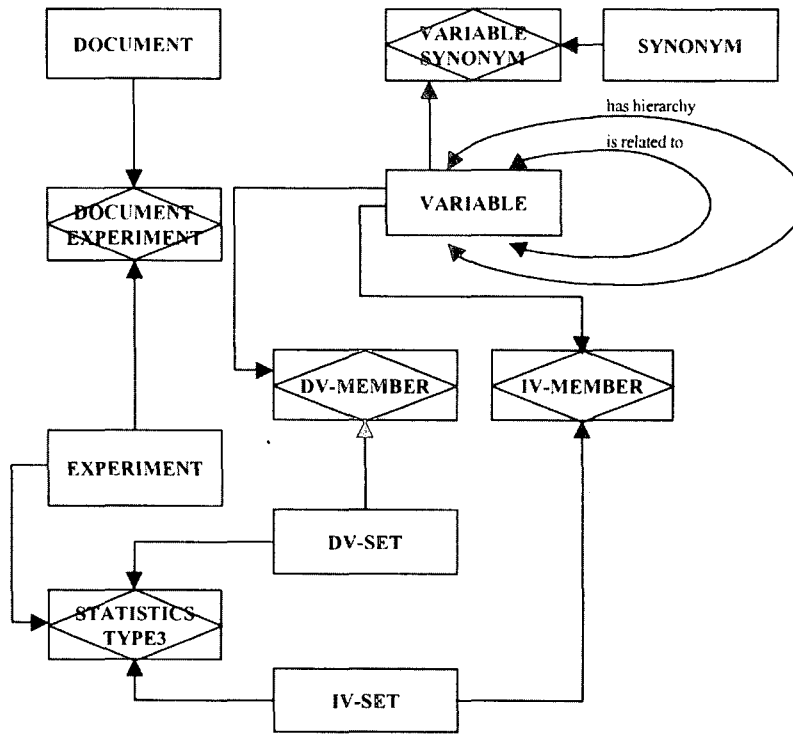 DOCUMENT
VARIABLE
SYNONYM
SYNONYM
has hierarchy
is related to
DOCUMENT
EXPERIMENT
VARIABLE
DV-MEMBER
IV-MEMBER
EXPERIMENT
DV-SET
STATISTICS
TYPE3
IV-SET